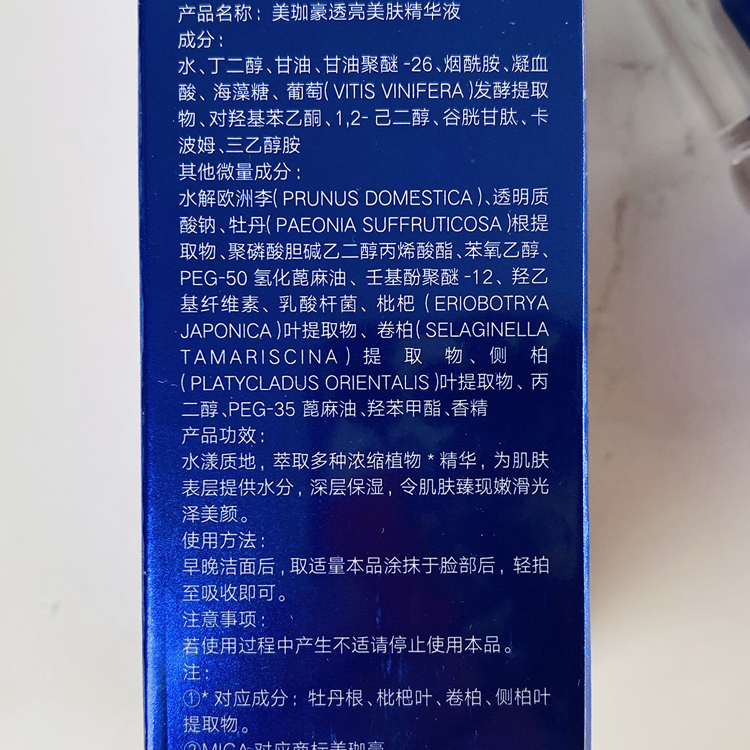 产品名称：美珈豪透亮美肤精华液
成分：
水、丁二醇、甘油、甘油聚醚-26、烟酰胺、凝血
酸、海藻糖、葡萄(VITIS VINIFERA)发酵提取
物、对羟基苯乙酮、1,2-己二醇、谷胱甘肽、卡
波姆、三乙醇胺
其他微量成分：
水解欧洲李(PRUNUS DOMESTICA)、透明质
酸钠、牡丹(PAEONIA SUFFRUTICOSA)根提
取物、聚磷酸胆碱乙二醇丙烯酸酯、苯氧乙醇、
PEG-50 氢化蓖麻油、壬基酚聚醚-12、羟乙
基纤维素、乳酸杆菌、枇杷(ERIOBOTRYA
JAPONICA)叶提取物、卷柏(SELAGINELLA
TAMARISCINA)提取物、侧柏
(PLATYCLADUS ORIENTALIS)叶提取物、丙
二醇、PEG-35 蓖麻油、羟苯甲酯、香精
产品功效：
水漾质地，萃取多种浓缩植物*精华，为肌肤
表层提供水分，深层保湿，令肌肤臻现嫩滑光
泽美颜。
使用方法：
早晚洁面后，取适量本品涂抹于脸部后，轻拍
至吸收即可。
注意事项：
若使用过程中产生不适请停止使用本品。
注：
①*对应成分：牡丹根、枇杷叶、卷柏、侧柏叶
提取物。
②MIGA 对应商标美珈豪